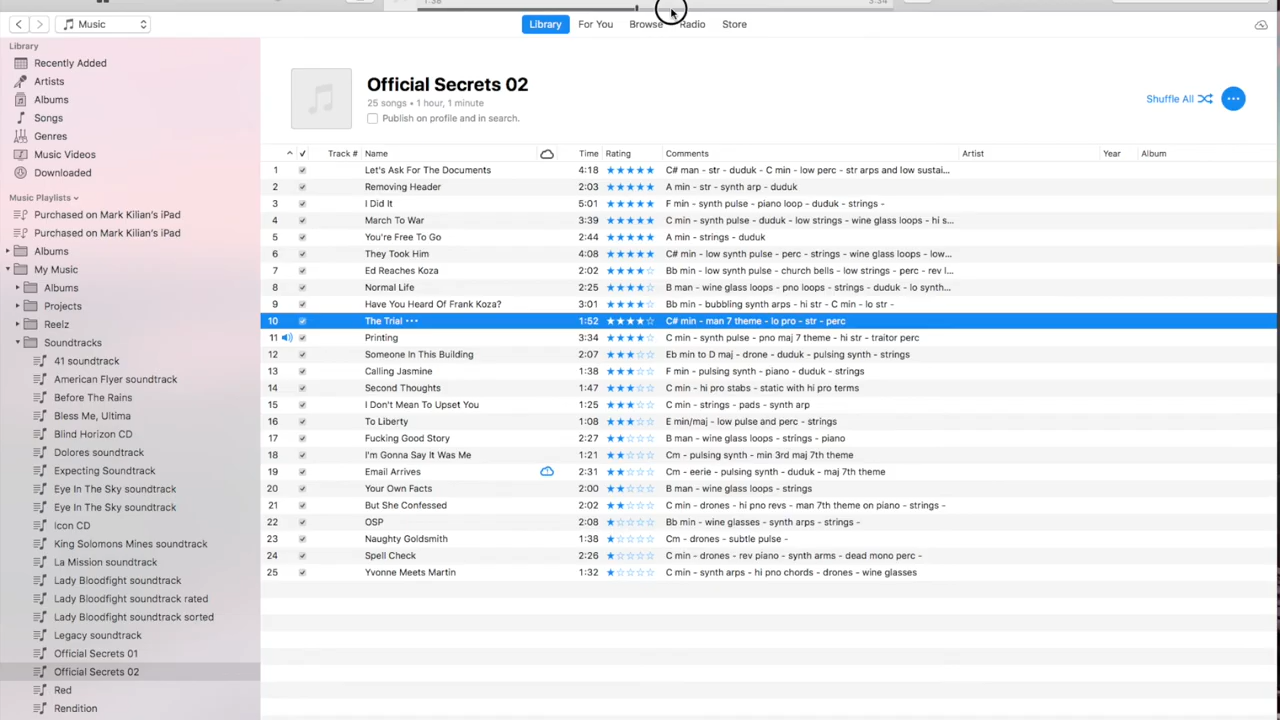 1:38
3:34
Music
Library For You Browse Radio Store
Library
Recently Added
Artists
Albums
Songs
Genres
Music Videos
Downloaded
Music Playlists
Purchased on Mark Kilian's iPad
Purchased on Mark Kilian's iPad
Albums
My Music
Albums
Projects
Reelz
Soundtracks
41 soundtrack
American Flyer soundtrack
Before The Rains
Bless Me, Ultima
Blind Horizon CD
Dolores soundtrack
Expecting Soundtrack
Eye In The Sky soundtrack
Eye In The Sky soundtrack
Icon CD
King Solomons Mines soundtrack
La Mission soundtrack
Lady Bloodfight soundtrack
Lady Bloodfight soundtrack rated
Lady Bloodfight soundtrack sorted
Legacy soundtrack
Official Secrets 01
Official Secrets 02
Red
Rendition
Official Secrets 02
25 songs • 1 hour, 1 minute
Publish on profile and in search.
Shuffle All
Track # Name Time Rating Comments Artist Year Album
1 Let's Ask For The Documents 4:18 ★★★★★ C# man - str - duduk - C min - low perc - str arps and low sustai...
2 Removing Header 2:03 ★★★★★ A min - str - synth arp - duduk
3 I Did It 5:01 ★★★★★ F min - synth pulse - piano loop - duduk - strings -
4 March To War 3:39 ★★★★★ C min - synth pulse - duduk - low strings - wine glass loops - hi s...
5 You're Free To Go 2:44 ★★★★★ A min - strings - duduk
6 They Took Him 4:08 ★★★★★ C# min - low synth pulse - perc - strings - wine glass loops - low...
7 Ed Reaches Koza 2:02 ★★★★☆ Bb min - low synth pulse - church bells - low strings - perc - rev l...
8 Normal Life 2:25 ★★★★☆ B man - wine glass loops - pno loops - strings - duduk - lo synth...
9 Have You Heard Of Frank Koza? 3:01 ★★★★☆ Bb min - bubbling synth arps - hi str - C min - lo str -
10 The Trial ••• 1:52 ★★★★☆ C# min - man 7 theme - lo pro - str - perc
11 Printing 3:34 ★★★★☆ C min - synth pulse - pno maj 7 theme - hi str - traitor perc
12 Someone In This Building 2:07 ★★★☆☆ Eb min to D maj - drone - duduk - pulsing synth - strings
13 Calling Jasmine 1:38 ★★★☆☆ F min - pulsing synth - piano - duduk - strings
14 Second Thoughts 1:47 ★★★☆☆ C min - hi pro stabs - static with hi pro terms
15 I Don't Mean To Upset You 1:25 ★★★☆☆ C min - strings - pads - synth arp
16 To Liberty 1:08 ★★★☆☆ E min/maj - low pulse and perc - strings
17 Fucking Good Story 2:27 ★★☆☆☆ B man - wine glass loops - strings - piano
18 I'm Gonna Say It Was Me 1:21 ★★☆☆☆ Cm - pulsing synth - min 3rd maj 7th theme
19 Email Arrives 2:31 ★★☆☆☆ Cm - eerie - pulsing synth - duduk - maj 7th theme
20 Your Own Facts 2:00 ★★☆☆☆ B man - wine glass loops - strings
21 But She Confessed 2:02 ★★☆☆☆ C min - drones - hi pno revs - man 7th theme on piano - strings -
22 OSP 2:08 ★☆☆☆☆ Bb min - wine glasses - synth arps - strings -
23 Naughty Goldsmith 1:38 ★☆☆☆☆ Cm - drones - subtle pulse -
24 Spell Check 2:26 ★☆☆☆☆ C min - drones - rev piano - synth arms - dead mono perc -
25 Yvonne Meets Martin 1:32 ★☆☆☆☆ C min - synth arps - hi pno chords - drones - wine glasses